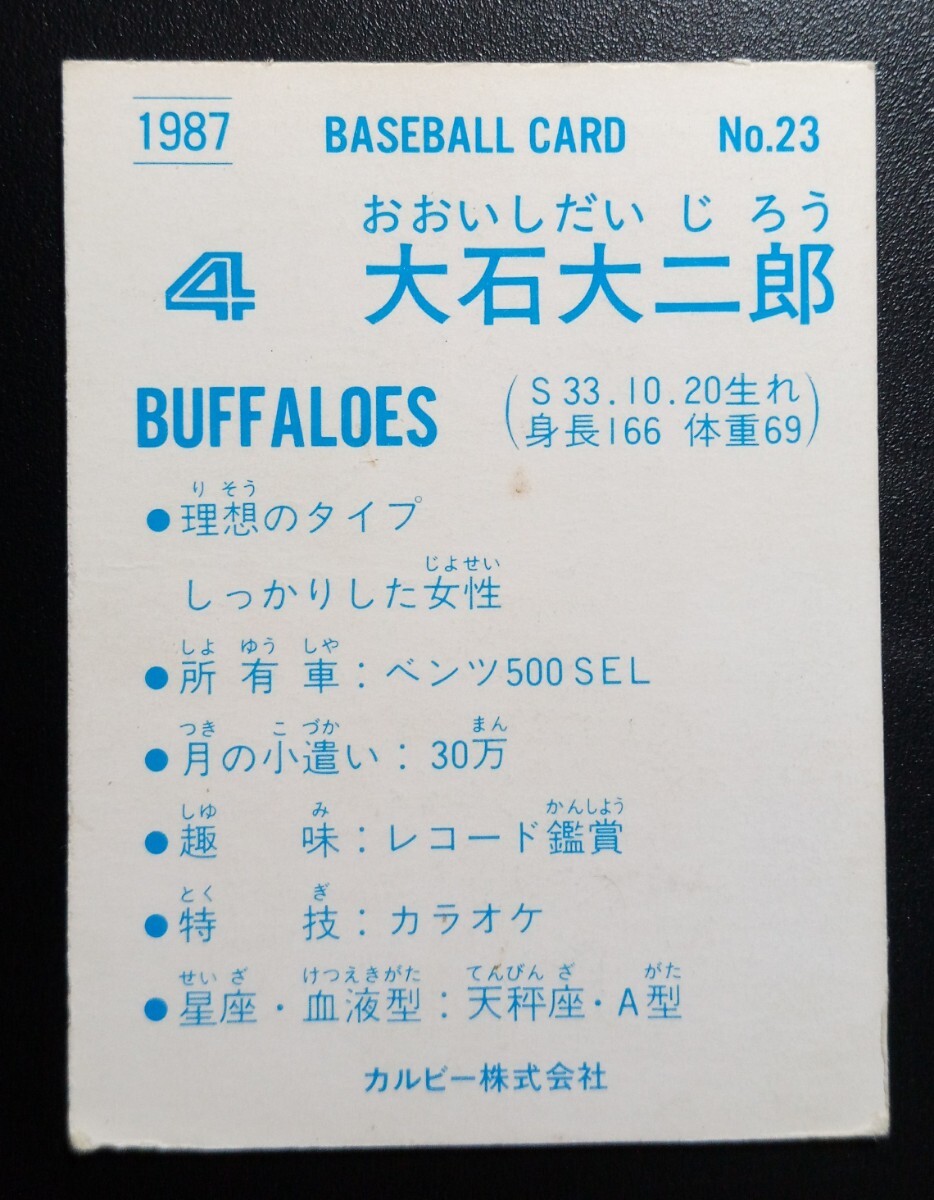 1987 BASEBALL CARD No.23
おおいしだいじろう
4 大石大二郎
BUFFALOES
(S33.10.20生れ
身長166 体重69)
りそう
●理想のタイプ
じよせい
しっかりした女性
しよ ゆう しや
●所有車:ベンツ500SEL
つき こ づか まん
●月の小遣い:30万
しゆ み かんしよう
●趣味:レコード鑑賞
とく ぎ
●特技:カラオケ
せい ざ けつえきがた てんびん ざ がた
●星座・血液型:天秤座・A型
カルビー株式会社